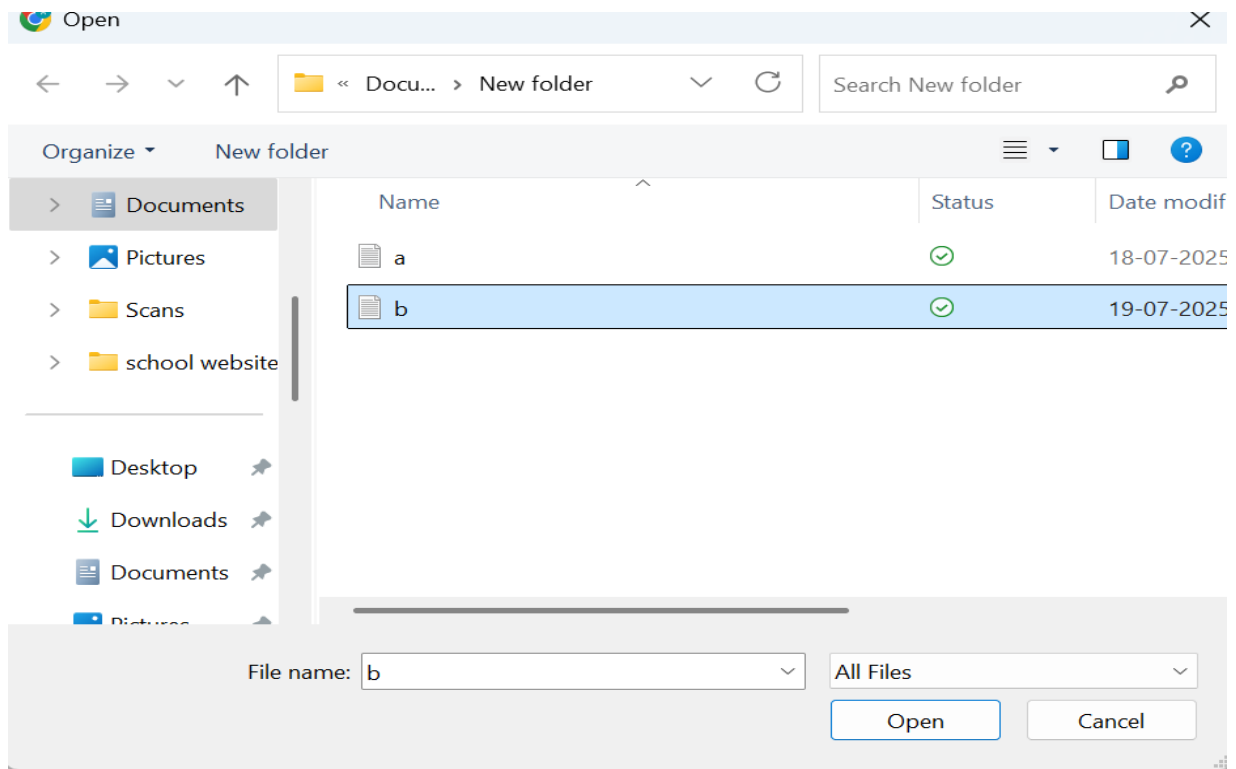 Open
« Docu... > New folder
Search New folder
Organize
New folder
Name
Status
Date modif
Documents
Pictures
Scans
school website
a
18-07-2025
b
19-07-2025
Desktop
Downloads
Documents
Pictures
File name: b
All Files
Open
Cancel